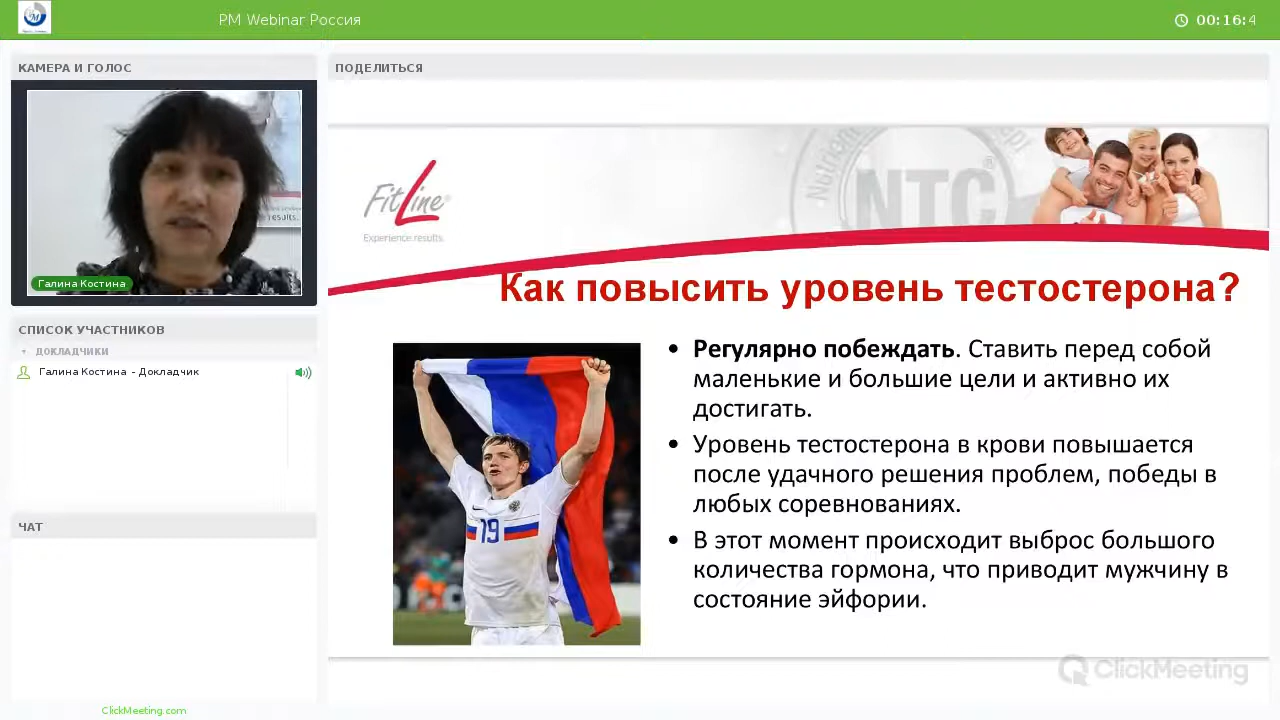 PM Webinar Россия
00:16:4
КАМЕРА И ГОЛОС
results.
Галина Костина
СПИСОК УЧАСТНИКОВ
ДОКЛАДЧИКИ
Галина Костина - Докладчик
ЧАТ
ClickMeeting.com
ПОДЕЛИТЬСЯ
FitLine®
Experience results.
NTC®
Как повысить уровень тестостерона?
• Регулярно побеждать. Ставить перед собой
маленькие и большие цели и активно их
достигать.
• Уровень тестостерона в крови повышается
после удачного решения проблем, победы в
любых соревнованиях.
• В этот момент происходит выброс большого
количества гормона, что приводит мужчину в
состояние эйфории.
19
ClickMeeting